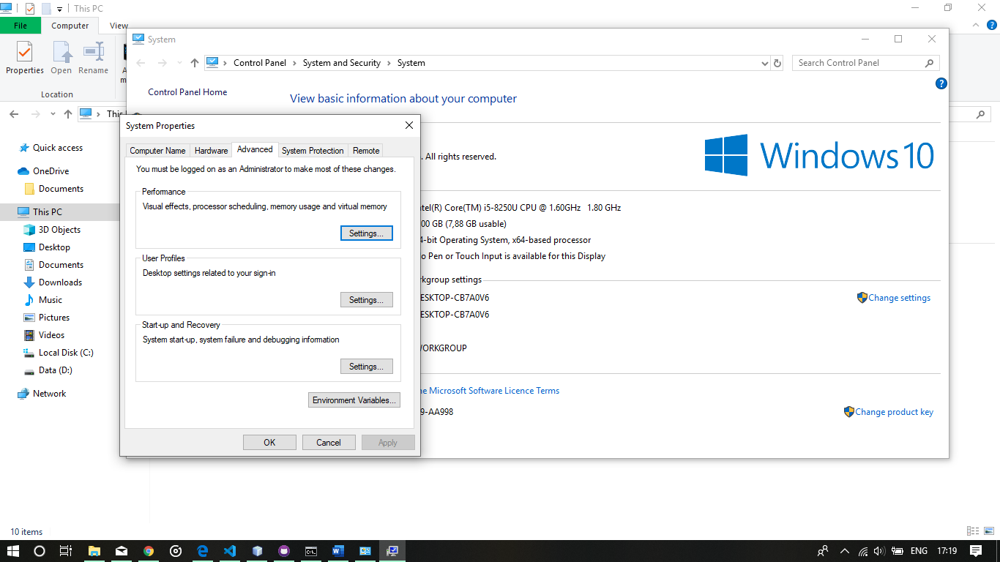 This PC
File
Computer
View
Properties
Open
Rename
Location
System
Control Panel
System and Security
System
Search Control Panel
Control Panel Home
View basic information about your computer
This
Quick access
OneDrive
Documents
This PC
3D Objects
Desktop
Documents
Downloads
Music
Pictures
Videos
Local Disk (C:)
Data (D:)
Network
10 items
System Properties
Computer Name
Hardware
Advanced
System Protection
Remote
You must be logged on as an Administrator to make most of these changes.
Performance
Visual effects, processor scheduling, memory usage and virtual memory
Settings...
User Profiles
Desktop settings related to your sign-in
Settings...
Start-up and Recovery
System start-up, system failure and debugging information
Settings...
Environment Variables...
OK
Cancel
Apply
. All rights reserved.
Windows 10
tel(R) Core(TM) i5-8250U CPU @ 1.60GHz 1.80 GHz
00 GB (7,88 GB usable)
4-bit Operating System, x64-based processor
o Pen or Touch Input is available for this Display
rkgroup settings
ESKTOP-CB7A0V6
Change settings
ESKTOP-CB7A0V6
ORKGROUP
he Microsoft Software Licence Terms
9-AA998
Change product key
ENG
17:19